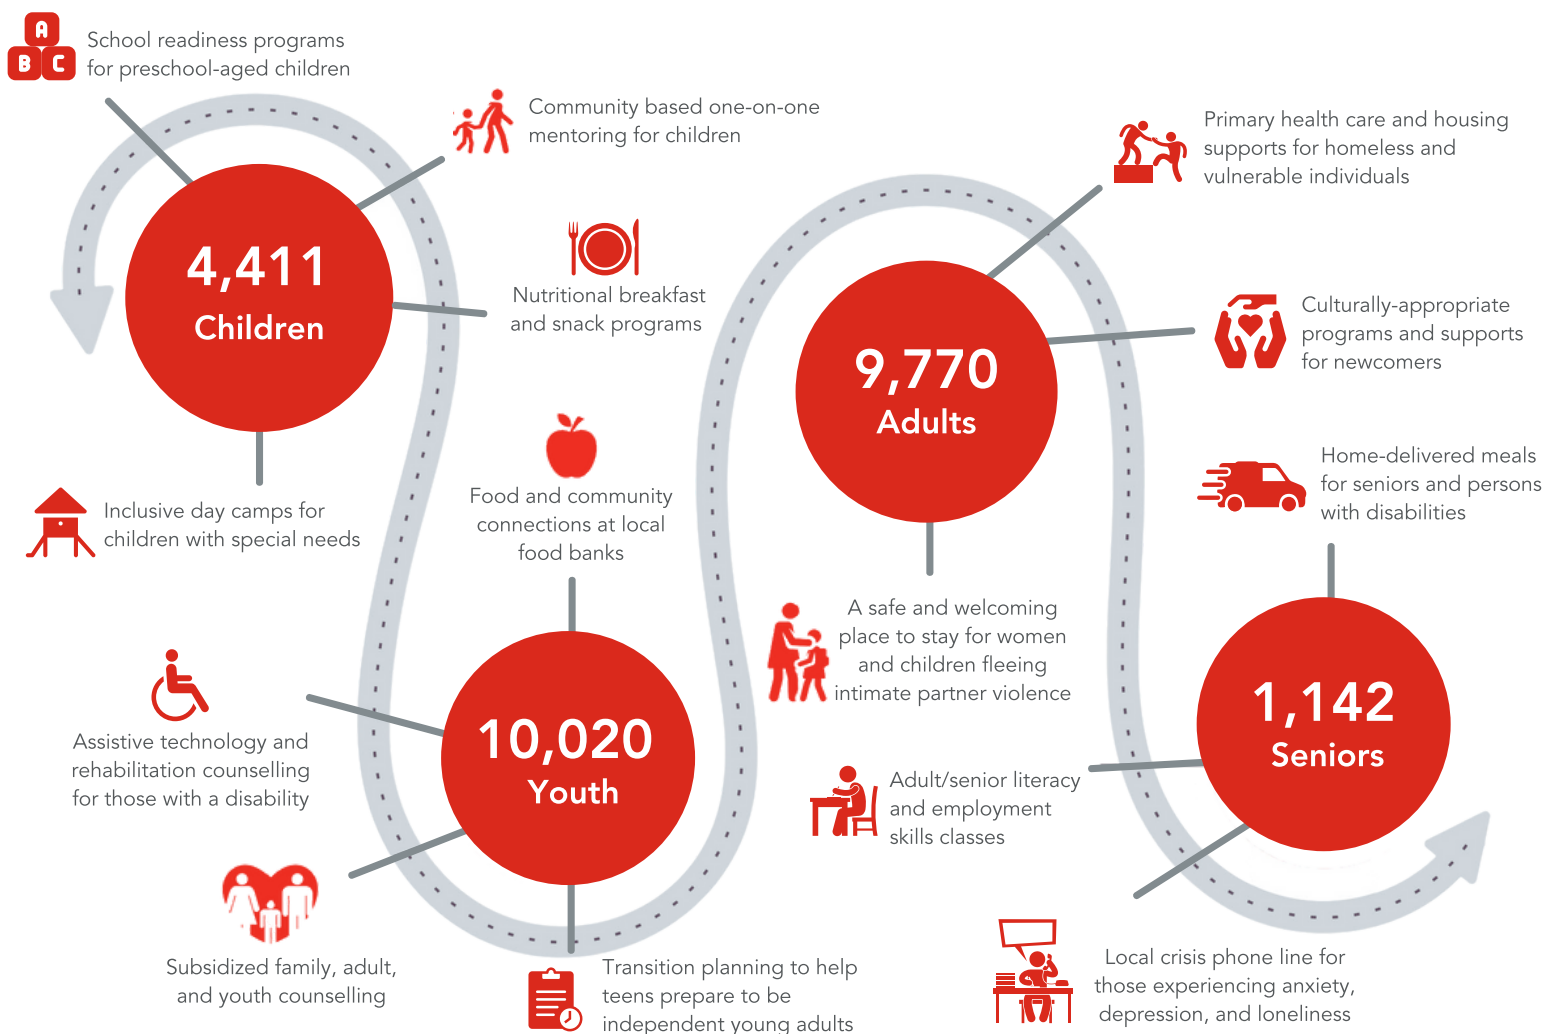 A
B C
School readiness programs
for preschool-aged children
Community based one-on-one
mentoring for children
4,411
Children
Nutritional breakfast
and snack programs
Inclusive day camps for
children with special needs
Food and community
connections at local
food banks
10,020
Youth
Assistive technology and
rehabilitation counselling
for those with a disability
Subsidized family, adult,
and youth counselling
Transition planning to help
teens prepare to be
independent young adults
Primary health care and housing
supports for homeless and
vulnerable individuals
9,770
Adults
Culturally-appropriate
programs and supports
for newcomers
A safe and welcoming
place to stay for women
and children fleeing
intimate partner violence
Home-delivered meals
for seniors and persons
with disabilities
1,142
Seniors
Adult/senior literacy
and employment
skills classes
Local crisis phone line for
those experiencing anxiety,
depression, and loneliness